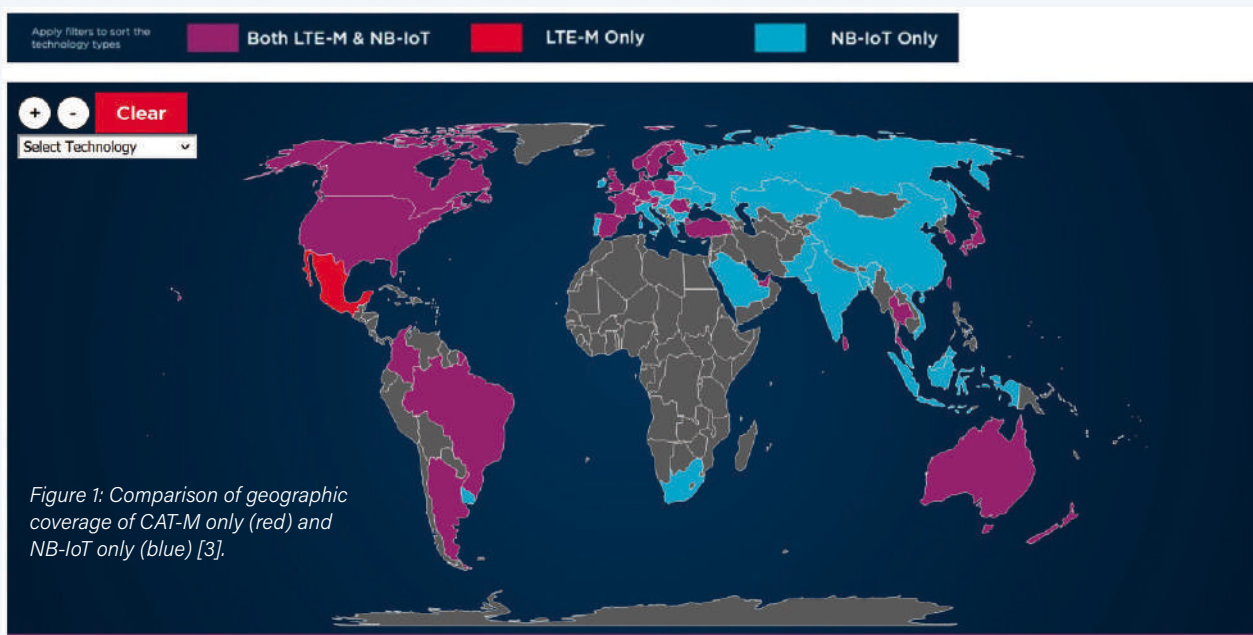 Apply filters to sort the
technology types
Both LTE-M & NB-IoT
LTE-M Only
NB-IoT Only
+
-
Clear
Select Technology
Figure 1: Comparison of geographic
coverage of CAT-M only (red) and
NB-IoT only (blue) [3].